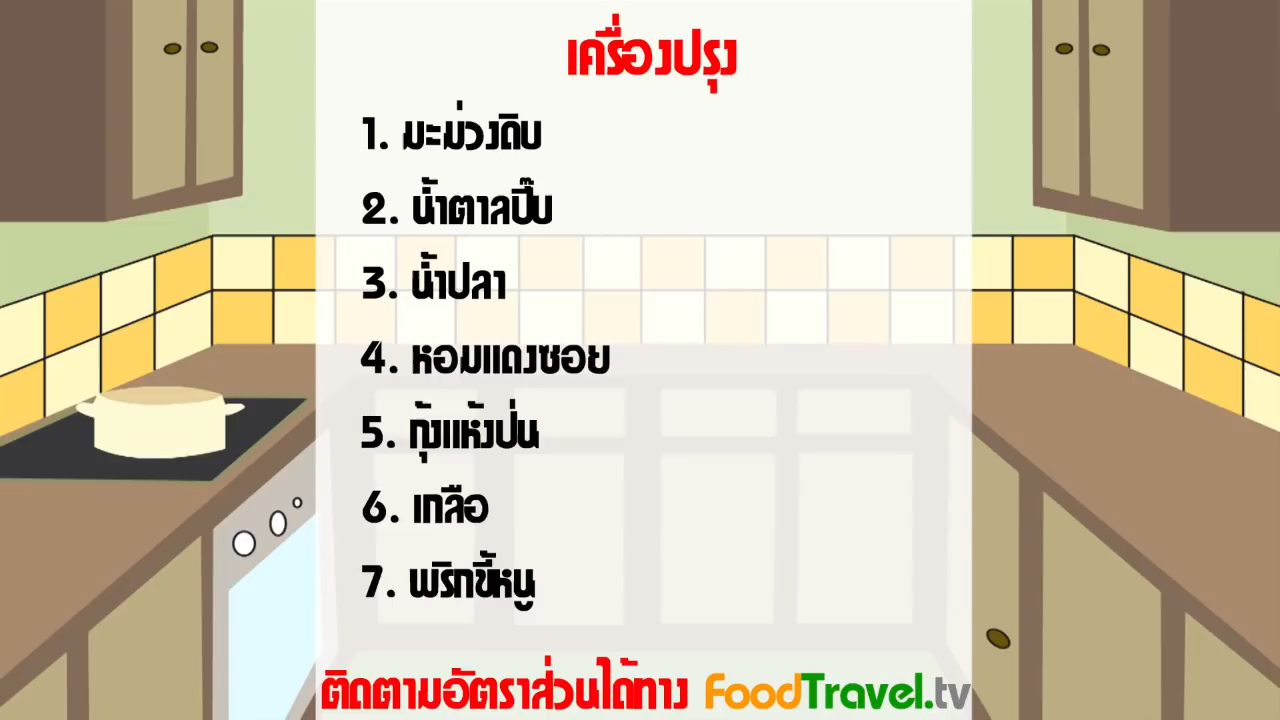 เครื่องปรุง
1. มะม่วงดิบ
2. น้ำตาลปี๊บ
3. น้ำปลา
4. หอมแดงซอย
5. กุ้งแห้งป่น
6. เกลือ
7. พริกขี้หนู
ติดตามอัตราส่วนได้ทาง FoodTravel.tv